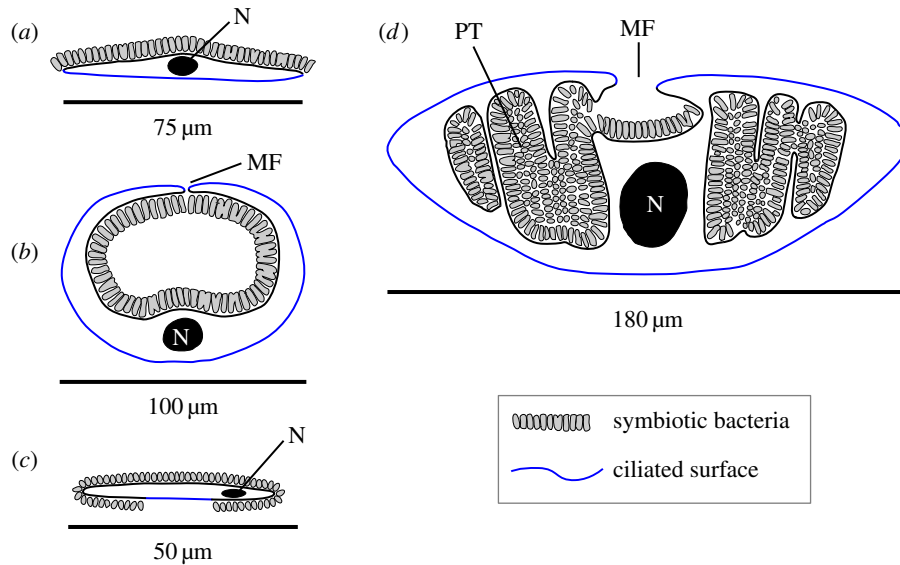 (a)
N
75 µm
MF
(b)
N
100 µm
(c)
N
50 µm
(d)
PT
MF
N
180 µm
symbiotic bacteria
ciliated surface